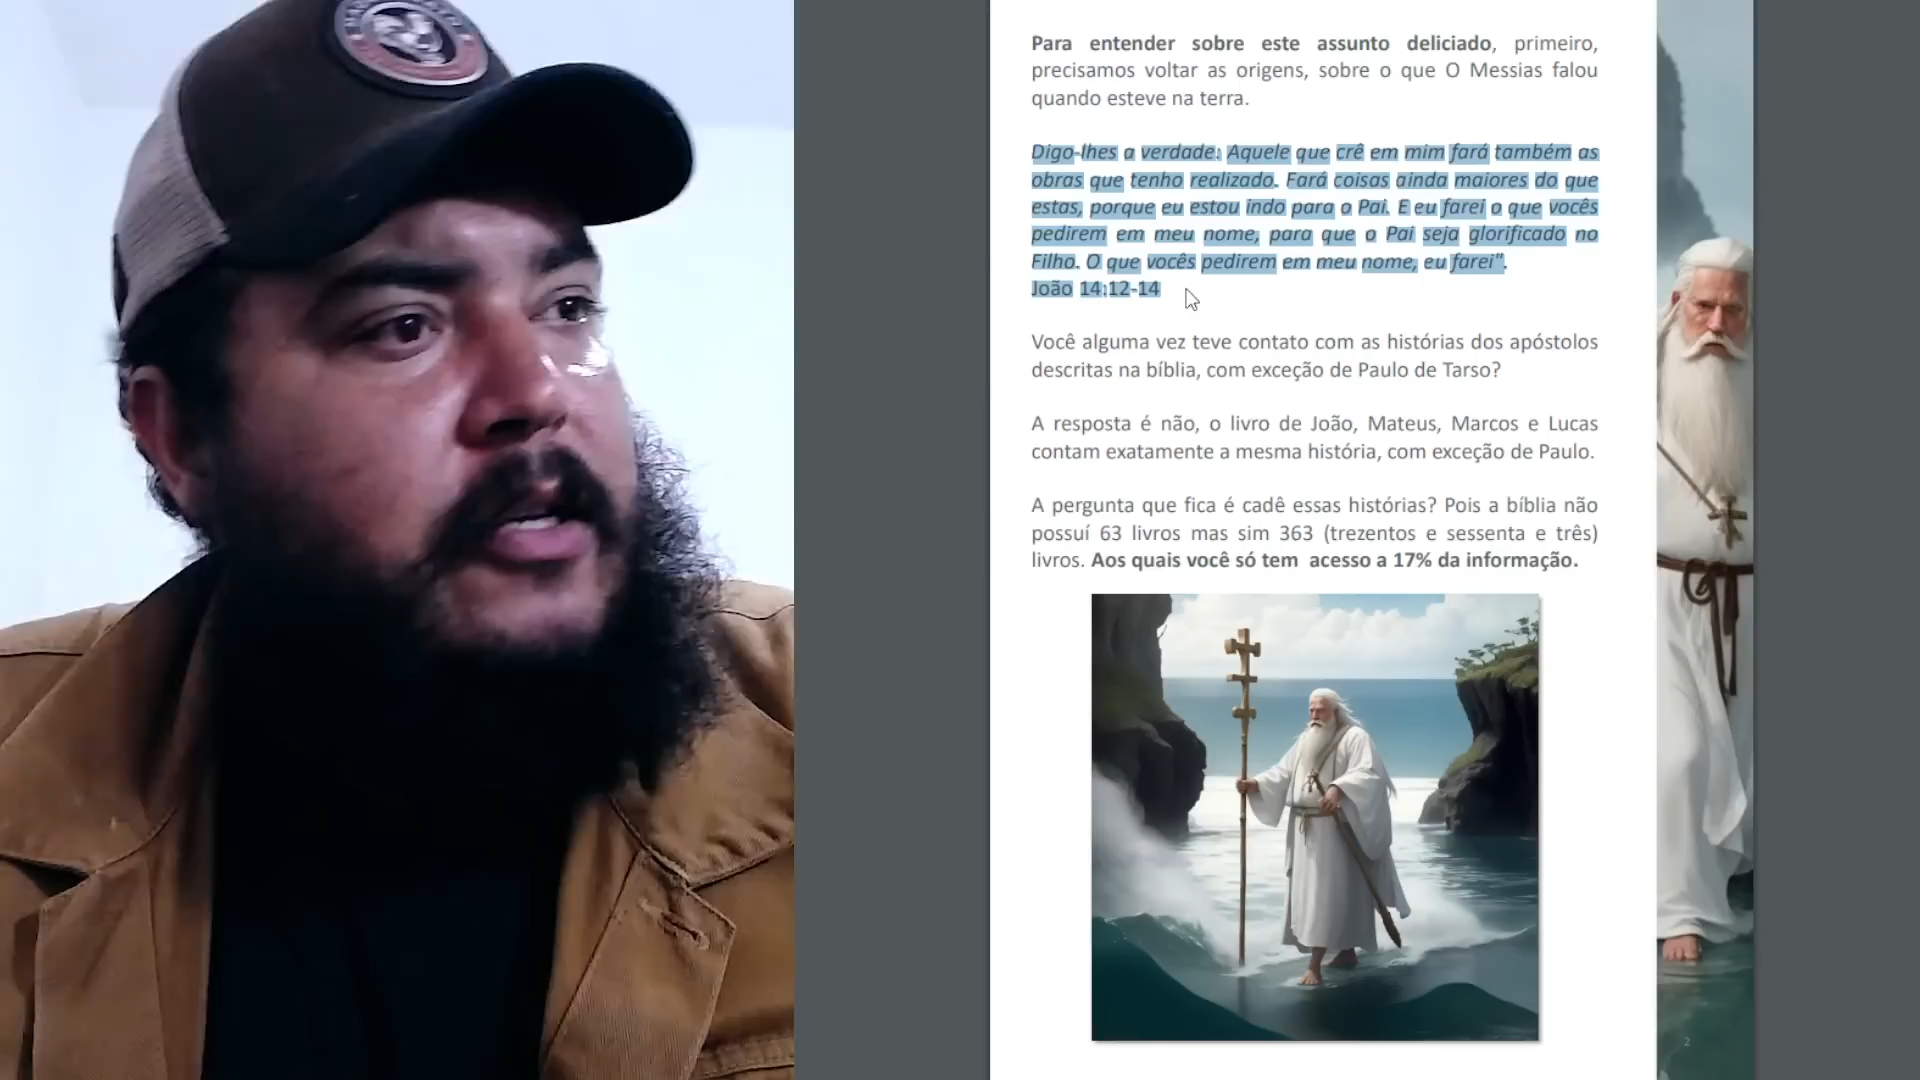 Para entender sobre este assunto deliciado, primeiro,
precisamos voltar as origens, sobre o que O Messias falou
quando esteve na terra.
Digo-lhes a verdade: Aquele que crê em mim fará também as
obras que tenho realizado. Fará coisas ainda maiores do que
estas, porque eu estou indo para o Pai. E eu farei o que vocês
pedirem em meu nome, para que o Pai seja glorificado no
Filho. O que vocês pedirem em meu nome, eu farei".
João 14:12-14
Você alguma vez teve contato com as histórias dos apóstolos
descritas na bíblia, com exceção de Paulo de Tarso?
A resposta é não, o livro de João, Mateus, Marcos e Lucas
contam exatamente a mesma história, com exceção de Paulo.
A pergunta que fica é cadê essas histórias? Pois a bíblia não
possuí 63 livros mas sim 363 (trezentos e sessenta e três)
livros. Aos quais você só tem acesso a 17% da informação.
2